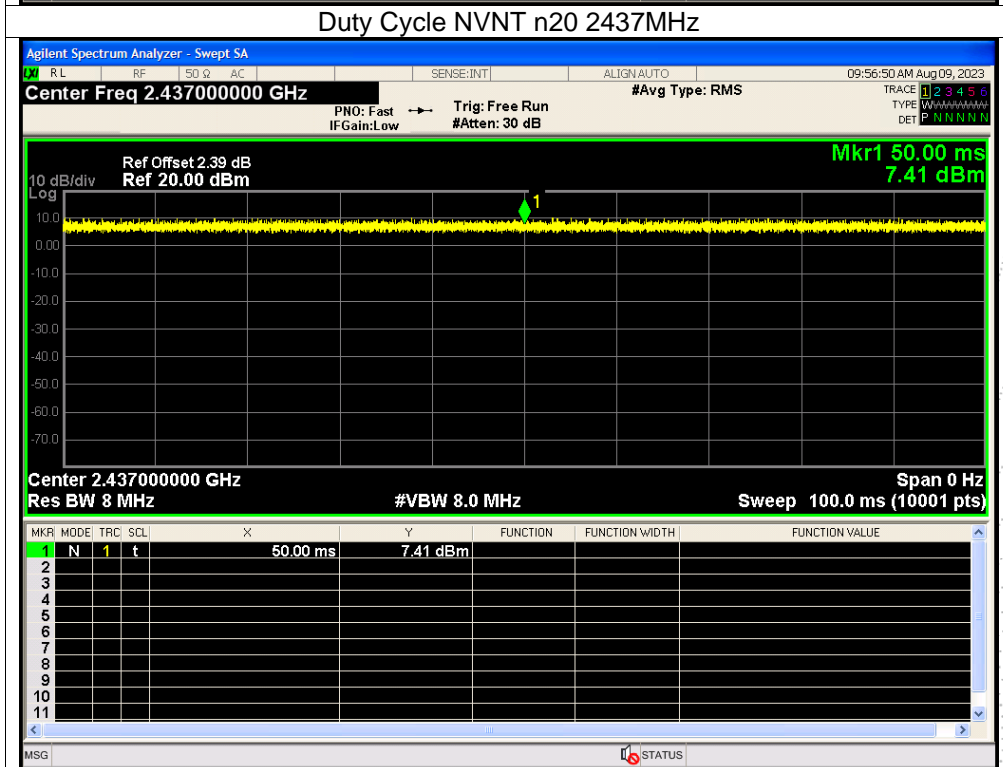 Duty Cycle NVNT n20 2437MHz
Agilent Spectrum Analyzer - Swept SA
LXI RL RF 50 Ω AC SENSE:INT ALIGN AUTO 09:56:50 AM Aug 09, 2023
Center Freq 2.437000000 GHz #Avg Type: RMS TRACE 1 2 3 4 5 6
PNO: Fast Trig: Free Run TYPE WWWWWW
IFGain:Low #Atten: 30 dB DET P N N N N N
Mkr1 50.00 ms
Ref Offset 2.39 dB
10 dB/div Ref 20.00 dBm 7.41 dBm
Log
1
10.0
0.00
-10.0
-20.0
-30.0
-40.0
-50.0
-60.0
-70.0
Center 2.437000000 GHz Span 0 Hz
Res BW 8 MHz #VBW 8.0 MHz Sweep 100.0 ms (10001 pts)
MKR MODE TRC SCL X Y FUNCTION FUNCTION WIDTH FUNCTION VALUE
1 N 1 t 50.00 ms 7.41 dBm
2
3
4
5
6
7
8
9
10
11
MSG STATUS